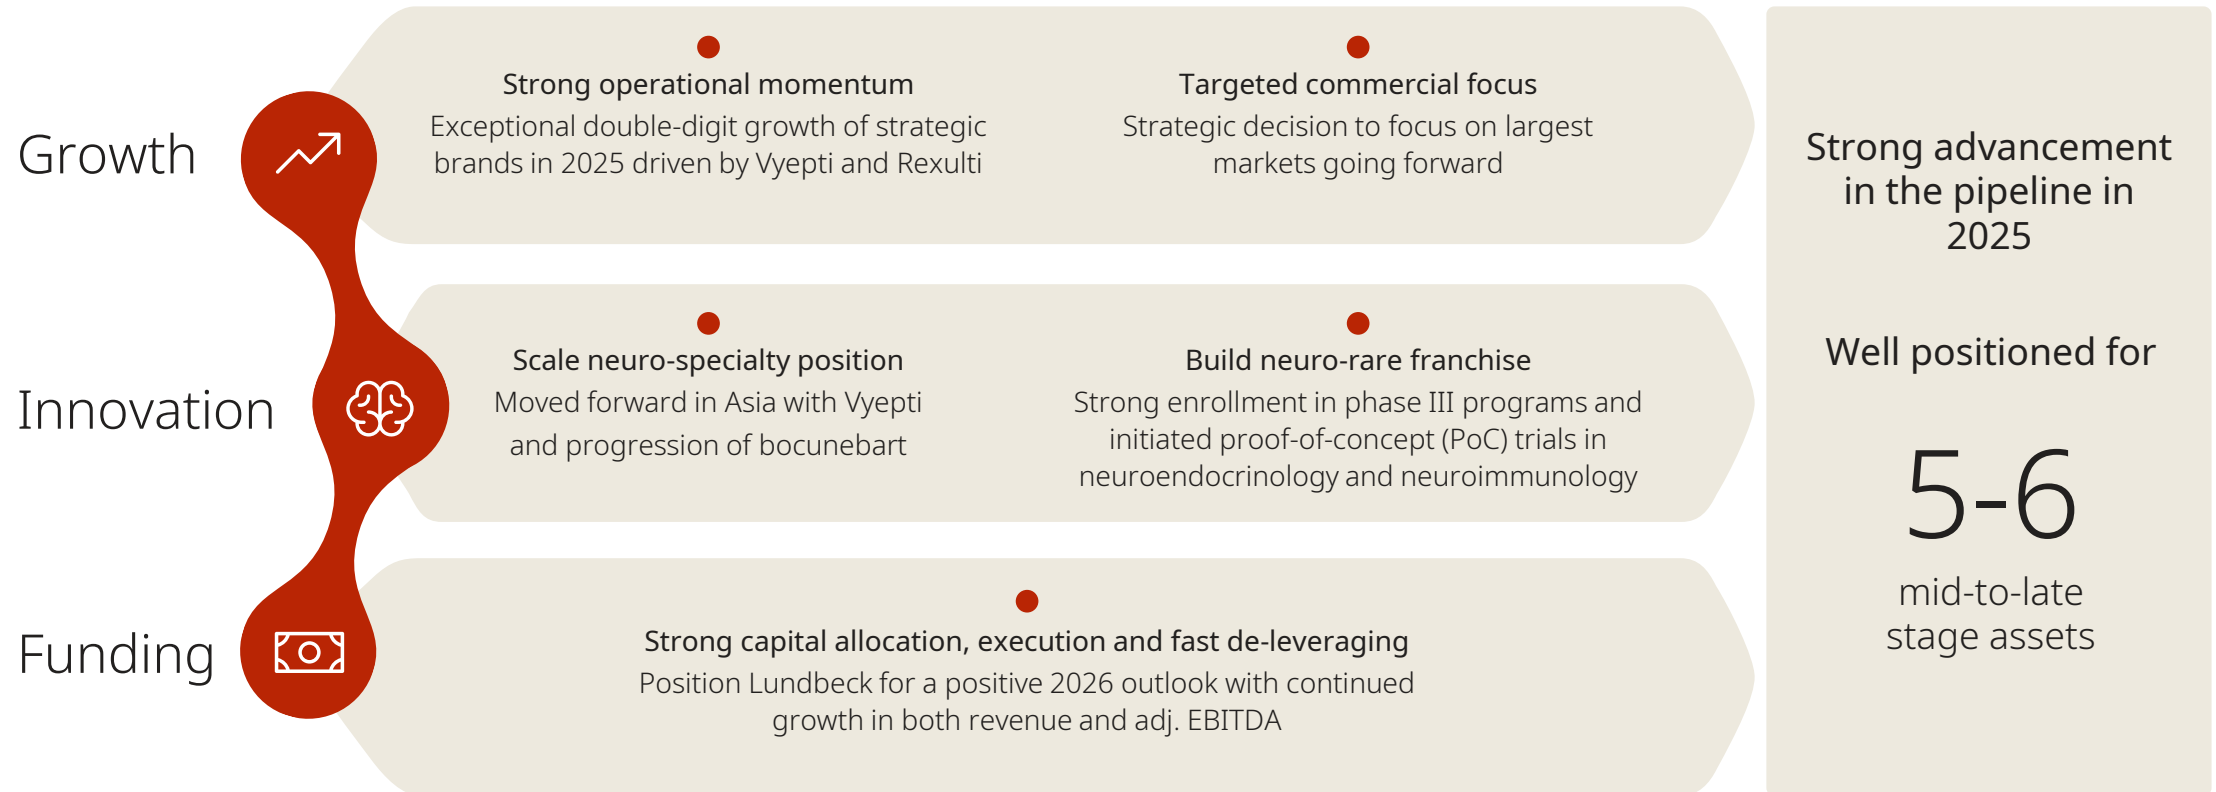 Growth
Strong operational momentum
Exceptional double-digit growth of strategic
brands in 2025 driven by Vyepti and Rexulti
Targeted commercial focus
Strategic decision to focus on largest
markets going forward
Innovation
Scale neuro-specialty position
Moved forward in Asia with Vyepti
and progression of bocunebart
Build neuro-rare franchise
Strong enrollment in phase III programs and
initiated proof-of-concept (PoC) trials in
neuroendocrinology and neuroimmunology
Funding
Strong capital allocation, execution and fast de-leveraging
Position Lundbeck for a positive 2026 outlook with continued
growth in both revenue and adj. EBITDA
Strong advancement
in the pipeline in
2025
Well positioned for
5-6
mid-to-late
stage assets